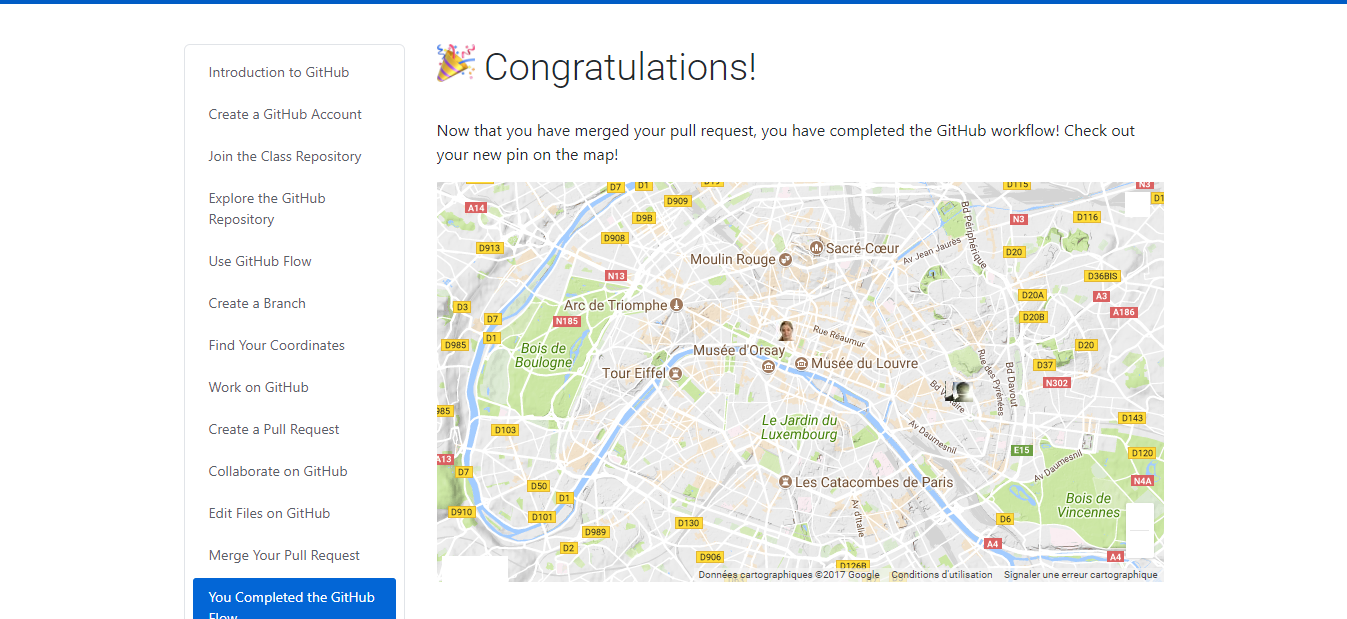 Introduction to GitHub
Create a GitHub Account
Join the Class Repository
Explore the GitHub
Repository
Use GitHub Flow
Create a Branch
Find Your Coordinates
Work on GitHub
Create a Pull Request
Collaborate on GitHub
Edit Files on GitHub
Merge Your Pull Request
You Completed the GitHub
Flow
Congratulations!
Now that you have merged your pull request, you have completed the GitHub workflow! Check out
your new pin on the map!
D7
D1
D115
N3
D1
A14
D909
D9B
N3
D116
Bd Périphérique
D908
D913
Sacré-Cœur
Av Jean Jaurès
D20
Moulin Rouge
N13
D36BIS
D20A
A3
Arc de Triomphe
D3
A186
D7
N185
D20B
Rue Réaumur
D1
D985
Bois de
Boulogne
Musée d'Orsay
D20
Musée du Louvre
D37
Tour Eiffel
Rue des Pyrénées
Bd Davout
N302
985
D143
Le Jardin du
Luxembourg
D103
Av Daumesnil
E15
D120
A13
D7
Av Daumesnil
Les Catacombes de Paris
N4A
D50
D1
Bois de
Vincennes
Av d'Italie
D910
D101
D130
D6
D989
D2
A4
D906
A4
D126B
Données cartographiques ©2017 Google
Conditions d'utilisation
Signaler une erreur cartographique